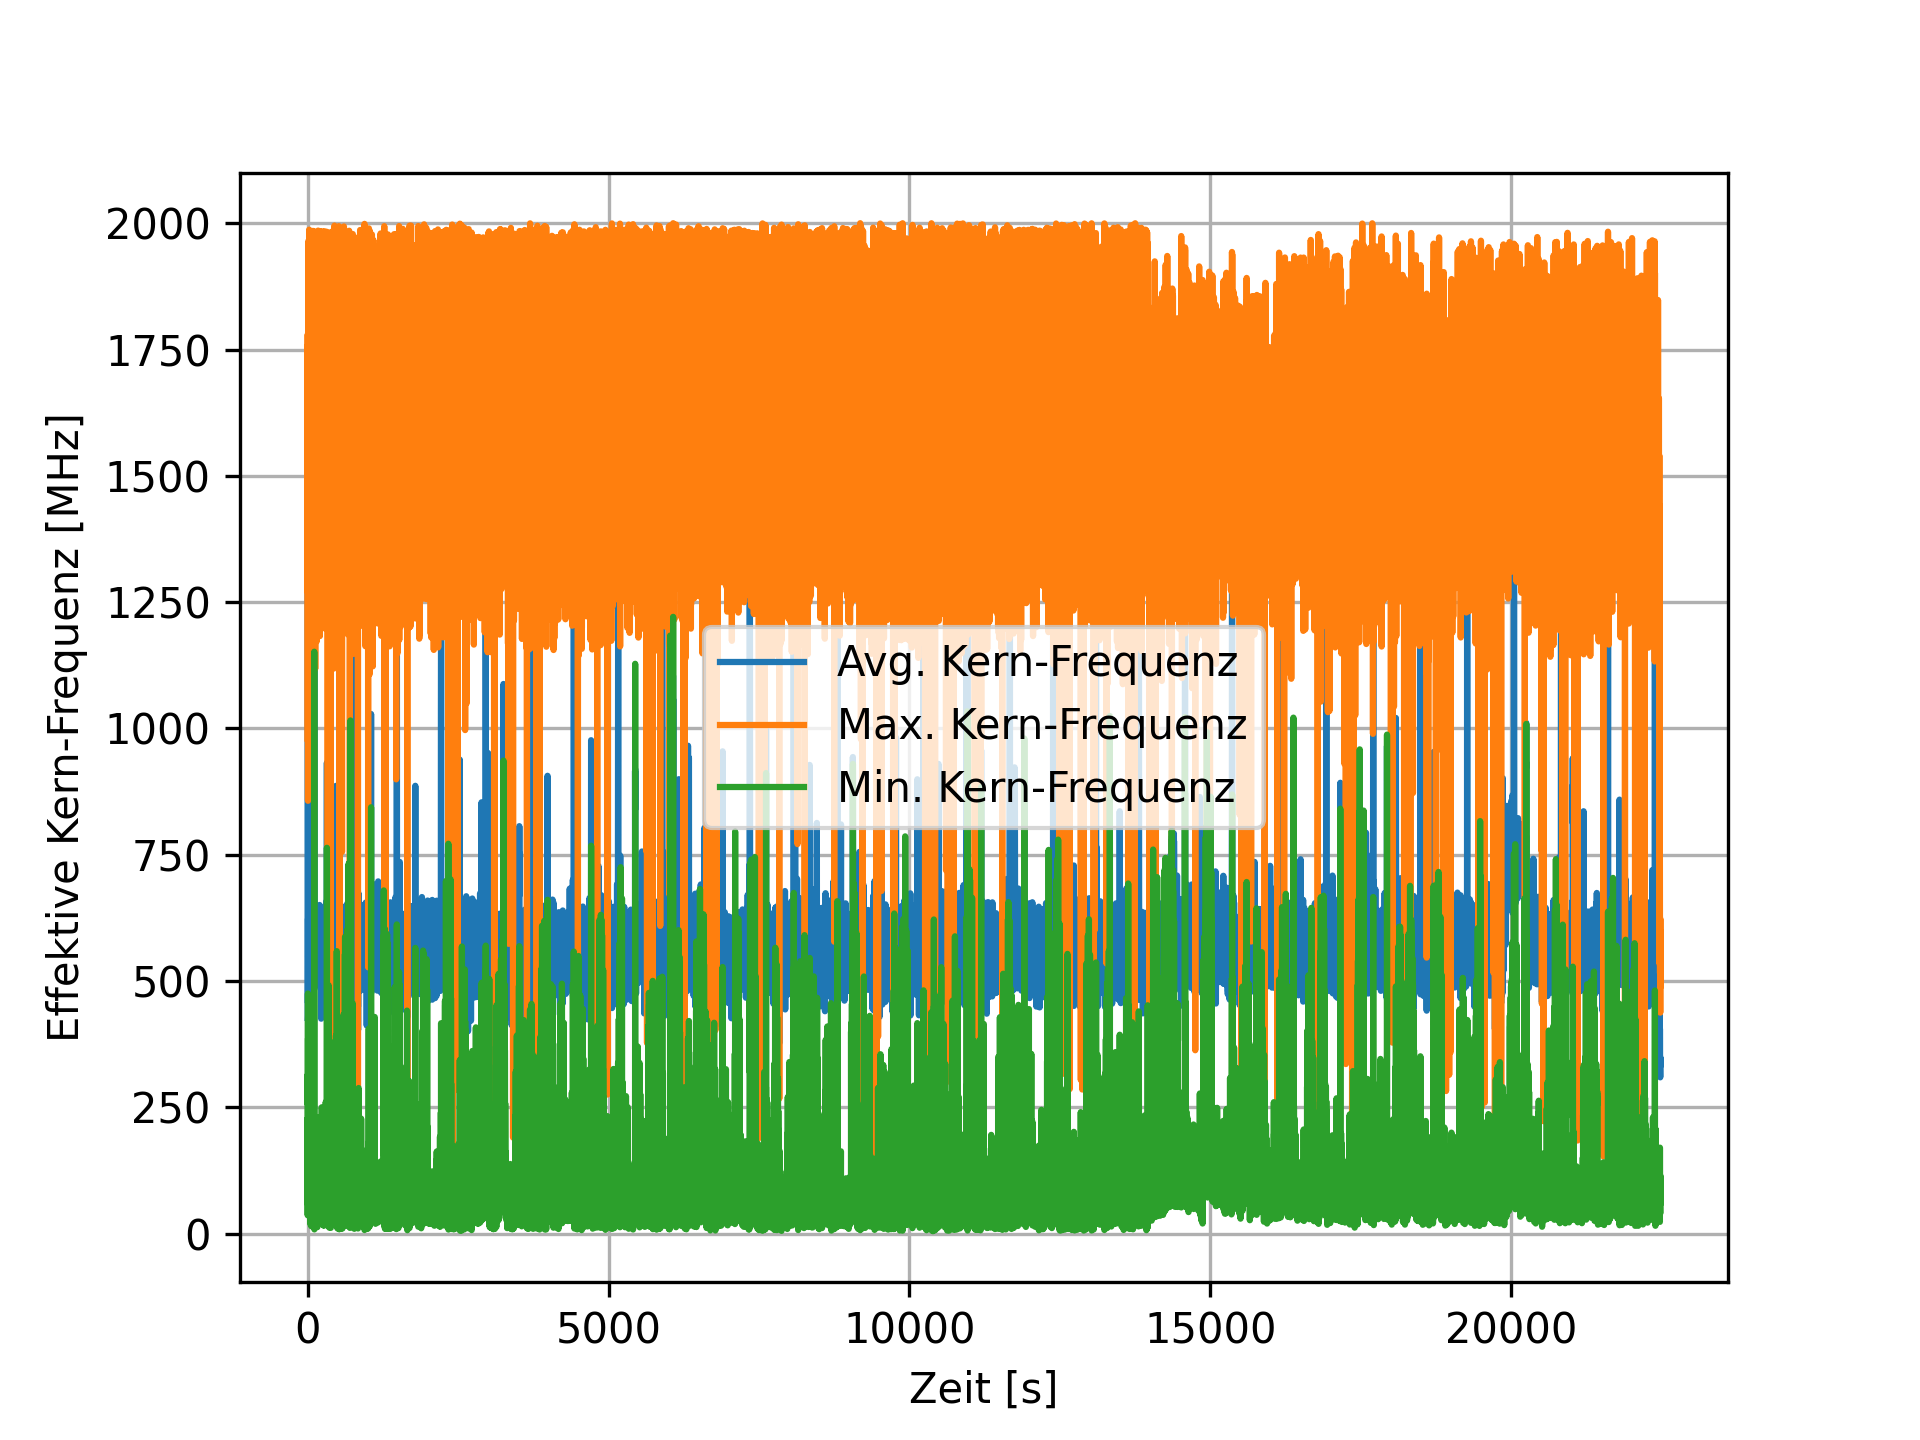 2000
1750
1500
1250
1000
750
500
250
0
Effektive Kern-Frequenz [MHz]
Avg. Kern-Frequenz
Max. Kern-Frequenz
Min. Kern-Frequenz
0 5000 10000 15000 20000
Zeit [s]